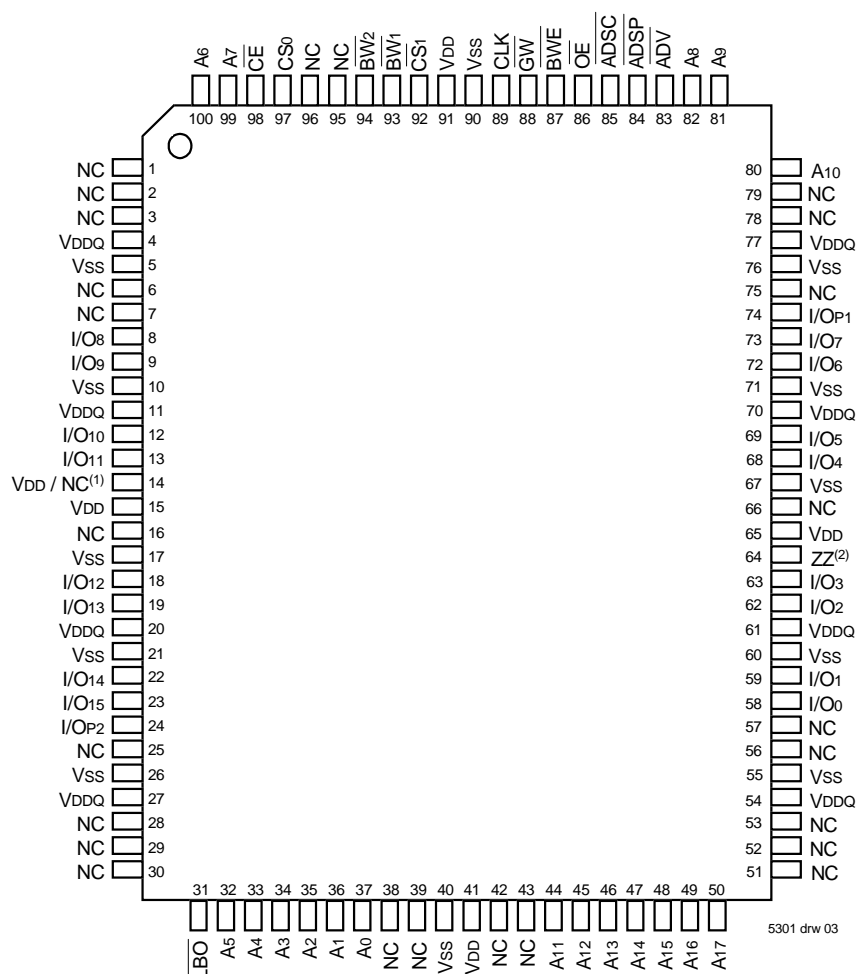 A6 A7 CE CS0 NC NC BW2 BW1 CS1 VDD VSS CLK GW BWE OE ADSC ADSP ADV A8 A9
100 99 98 97 96 95 94 93 92 91 90 89 88 87 86 85 84 83 82 81
NC 1 80 A10
NC 2 79 NC
NC 3 78 NC
VDDQ 4 77 VDDQ
VSS 5 76 VSS
NC 6 75 NC
NC 7 74 I/OP1
I/O8 8 73 I/O7
I/O9 9 72 I/O6
VSS 10 71 VSS
VDDQ 11 70 VDDQ
I/O10 12 69 I/O5
I/O11 13 68 I/O4
VDD / NC(1) 14 67 VSS
VDD 15 66 NC
NC 16 65 VDD
VSS 17 64 ZZ(2)
I/O12 18 63 I/O3
I/O13 19 62 I/O2
VDDQ 20 61 VDDQ
VSS 21 60 VSS
I/O14 22 59 I/O1
I/O15 23 58 I/O0
I/OP2 24 57 NC
NC 25 56 NC
VSS 26 55 VSS
VDDQ 27 54 VDDQ
NC 28 53 NC
NC 29 52 NC
NC 30 51 NC
31 32 33 34 35 36 37 38 39 40 41 42 43 44 45 46 47 48 49 50
LBO A5 A4 A3 A2 A1 A0 NC NC VSS VDD NC NC A11 A12 A13 A14 A15 A16 A17
5301 drw 03